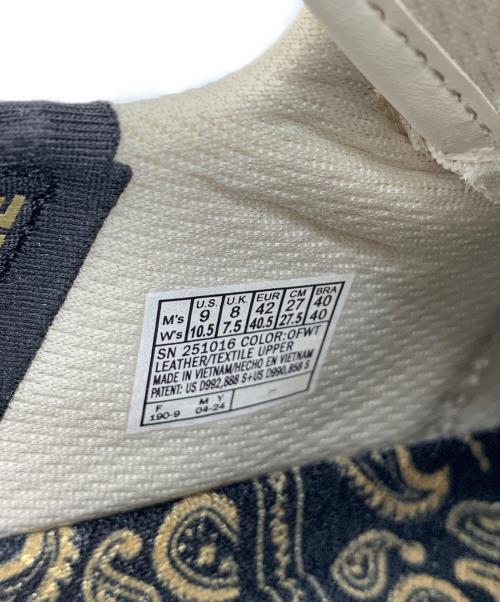 U.S. U.K. EUR CM BRA
M's 9 8 42 27 40
W's 10.5 7.5 40.5 27.5 40
SN 251016 COLOR:OFWT
LEATHER/TEXTILE UPPER
MADE IN VIETNAM/HECHO EN VIETNAM
PATENT: US D992,888 S+US D990,858 S
F M Y
190-9 04-24